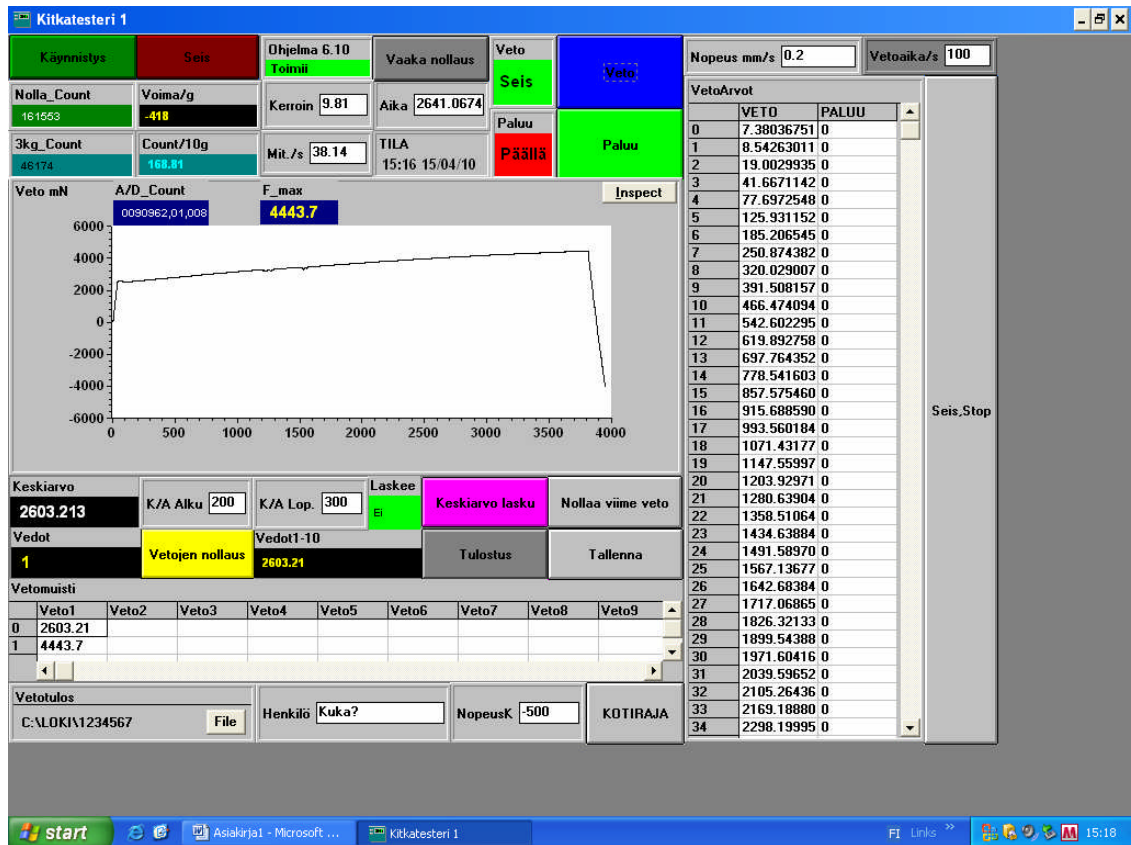 Kitkatesteri 1
Käynnistys
Seis
Ohjelma 6.10
Toimii
Vaaka nollaus
Veto
Seis
Veto
Nopeus mm/s 0.2
Vetoaika/s 100
Nolla_Count
161553
Voima/g
-418
Kerroin 9.81
Aika 2641.0674
Paluu
Päällä
Paluu
3kg_Count
46174
Count/10g
168.81
Mit./s 38.14
TILA
15:16 15/04/10
Veto mN
A/D_Count
0090962,01,008
F_max
4443.7
Inspect
6000
4000
2000
0
-2000
-4000
-6000
0 500 1000 1500 2000 2500 3000 3500 4000
Keskiarvo
2603.213
K/A Alku 200
K/A Lop. 300
Laskee
Ei
Keskiarvo lasku
Nollaa viime veto
Vedot
1
Vetojen nollaus
Vedot1-10
2603.21
Tulostus
Tallenna
Vetomuisti
Veto1 Veto2 Veto3 Veto4 Veto5 Veto6 Veto7 Veto8 Veto9
0 2603.21
1 4443.7
Vetotulos
C:\LOKI\1234567
File
Henkilö Kuka?
NopeusK -500
KOTIRAJA
VetoArvot
VETO PALUU
0 7.38036751 0
1 8.54263011 0
2 19.0029935 0
3 41.6671142 0
4 77.6972548 0
5 125.931152 0
6 185.206545 0
7 250.874382 0
8 320.029007 0
9 391.508157 0
10 466.474094 0
11 542.602295 0
12 619.892758 0
13 697.764352 0
14 778.541603 0
15 857.575460 0
16 915.688590 0
17 993.560184 0
18 1071.43177 0
19 1147.55997 0
20 1203.92971 0
21 1280.63904 0
22 1358.51064 0
23 1434.63884 0
24 1491.58970 0
25 1567.13677 0
26 1642.68384 0
27 1717.06865 0
28 1826.32133 0
29 1899.54388 0
30 1971.60416 0
31 2039.59652 0
32 2105.26436 0
33 2169.18880 0
34 2298.19995 0
Seis,Stop
start
Asiakirja1 - Microsoft ...
Kitkatesteri 1
FI
Links
M
15:18